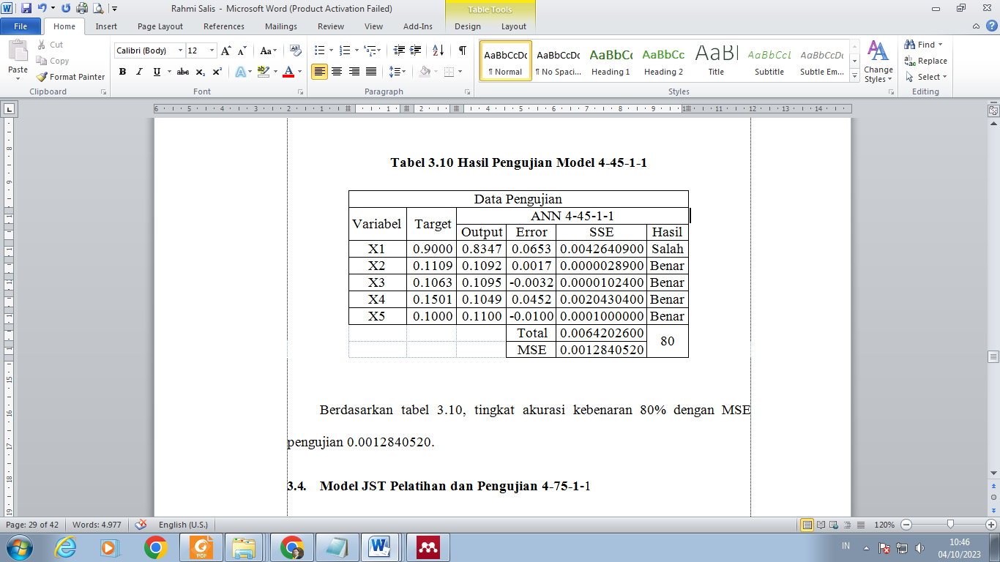 Rahmi Salis - Microsoft Word (Product Activation Failed)
Table Tools
File Home Insert Page Layout References Mailings Review View Add-Ins Design Layout
Paste
Cut
Copy
Format Painter
Clipboard
Calibri (Body) 12
Font
Paragraph
AaBbCcDc AaBbCcDc AaBbCc AaBbCc AaBl AaBbCcL AaBbCcDc
¶ Normal ¶ No Spaci... Heading 1 Heading 2 Title Subtitle Subtle Em...
Change Styles
Styles
Find
Replace
Select
Editing
Tabel 3.10 Hasil Pengujian Model 4-45-1-1
Data Pengujian
Variabel Target ANN 4-45-1-1
Output Error SSE Hasil
X1 0.9000 0.8347 0.0653 0.0042640900 Salah
X2 0.1109 0.1092 0.0017 0.0000028900 Benar
X3 0.1063 0.1095 -0.0032 0.0000102400 Benar
X4 0.1501 0.1049 0.0452 0.0020430400 Benar
X5 0.1000 0.1100 -0.0100 0.0001000000 Benar
Total 0.0064202600 80
MSE 0.0012840520
Berdasarkan tabel 3.10, tingkat akurasi kebenaran 80% dengan MSE
pengujian 0.0012840520.
3.4. Model JST Pelatihan dan Pengujian 4-75-1-1
Page: 29 of 42 Words: 4.977 English (U.S.) 120%
IN 10:46
04/10/2023